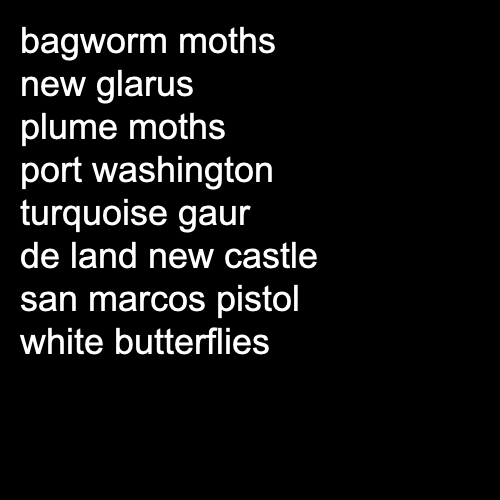 bagworm moths
new glarus
plume moths
port washington
turquoise gaur
de land new castle
san marcos pistol
white butterflies